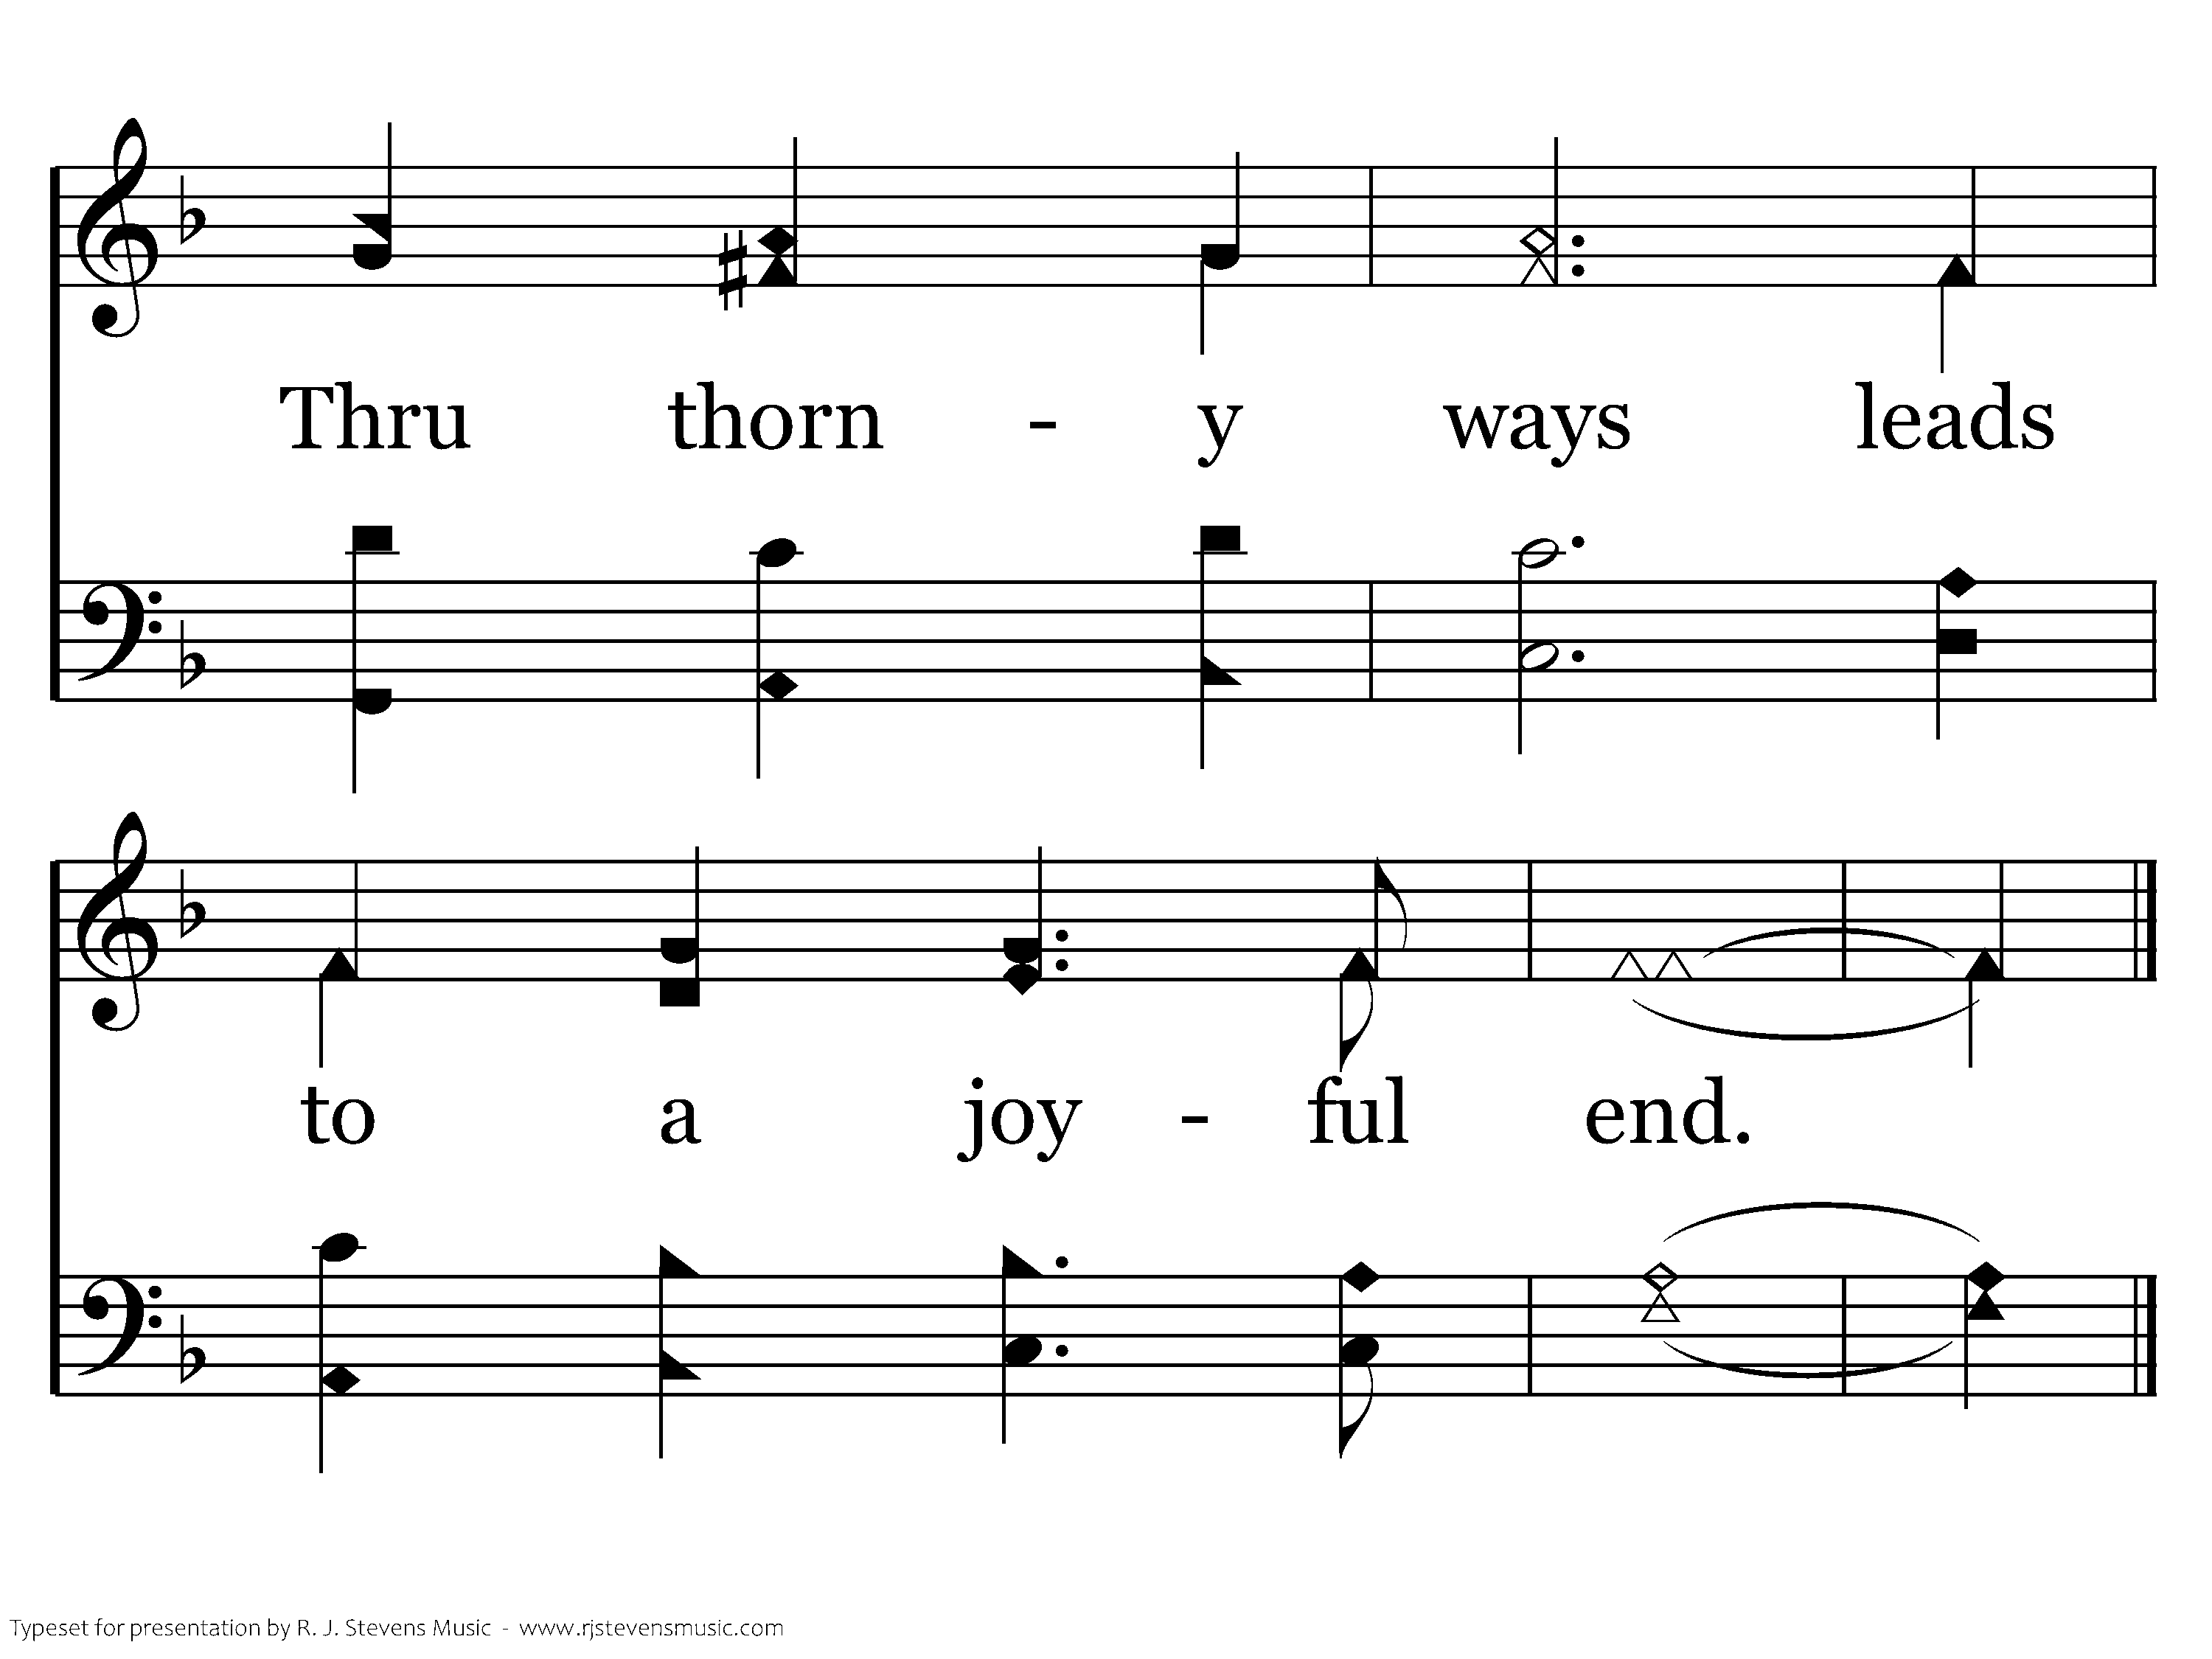 Thru thorn - y ways leads
to a joy - ful end.
Typeset for presentation by R. J. Stevens Music - www.rjstevensmusic.com